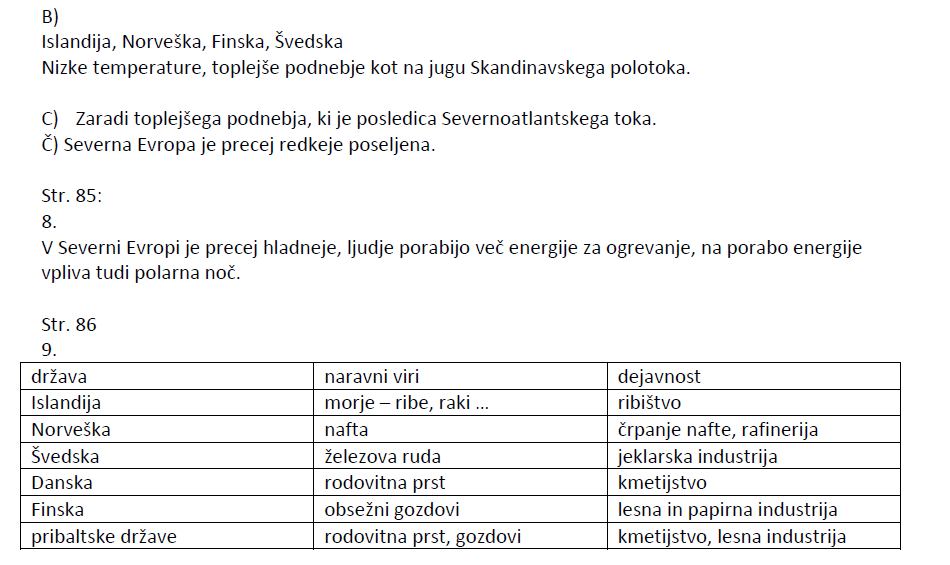 B)
Islandija, Norveška, Finska, Švedska
Nizke temperature, toplejše podnebje kot na jugu Skandinavskega polotoka.
C) Zaradi toplejšega podnebja, ki je posledica Severnoatlantskega toka.
Č) Severna Evropa je precej redkeje poseljena.
Str. 85:
8.
V Severni Evropi je precej hladneje, ljudje porabijo več energije za ogrevanje, na porabo energije
vpliva tudi polarna noč.
Str. 86
9.
država naravni viri dejavnost
Islandija morje – ribe, raki … ribištvo
Norveška nafta črpanje nafte, rafinerija
Švedska železova ruda jeklarska industrija
Danska rodovitna prst kmetijstvo
Finska obsežni gozdovi lesna in papirna industrija
pribaltske države rodovitna prst, gozdovi kmetijstvo, lesna industrija